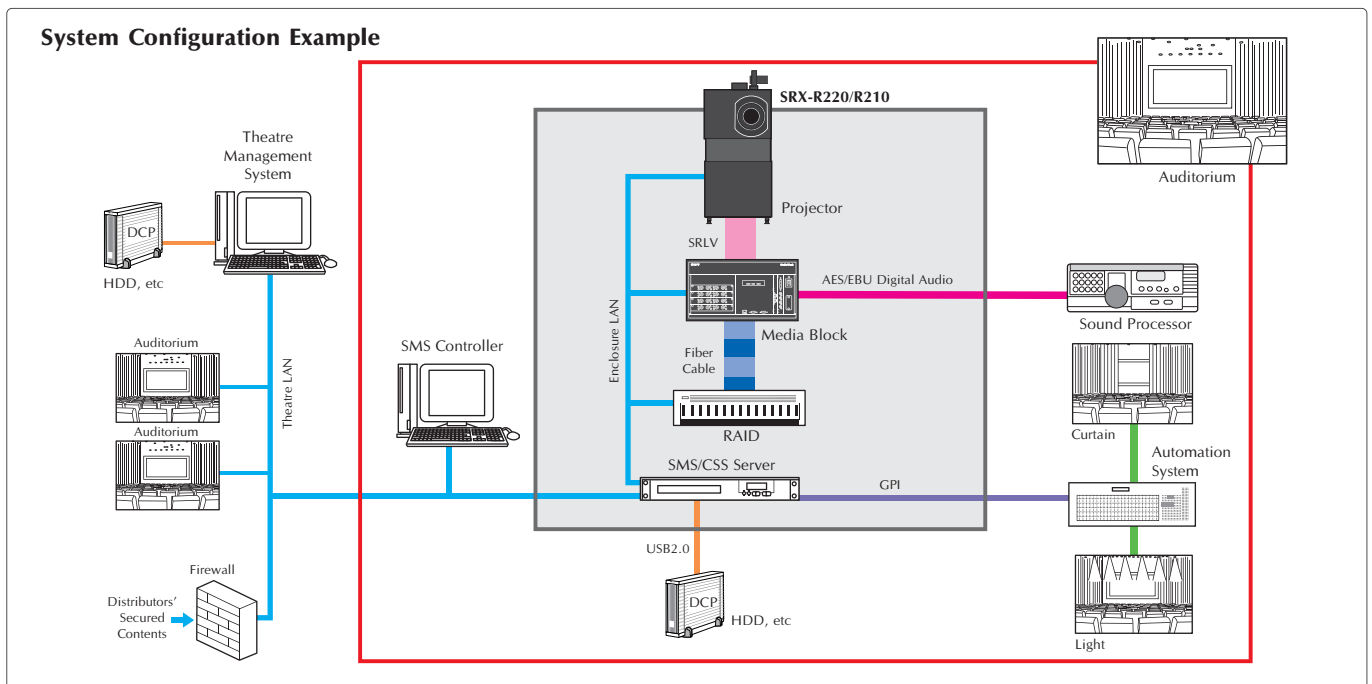 System Configuration Example
SRX-R220/R210
Auditorium
Theatre
Management
System
DCP
HDD, etc
Projector
SRLV
AES/EBU Digital Audio
Sound Processor
Media Block
Enclosure LAN
Fiber
Cable
RAID
SMS Controller
Auditorium
Auditorium
Theatre LAN
Curtain
Automation
System
SMS/CSS Server
GPI
USB2.0
DCP
HDD, etc
Firewall
Distributors'
Secured
Contents
Light